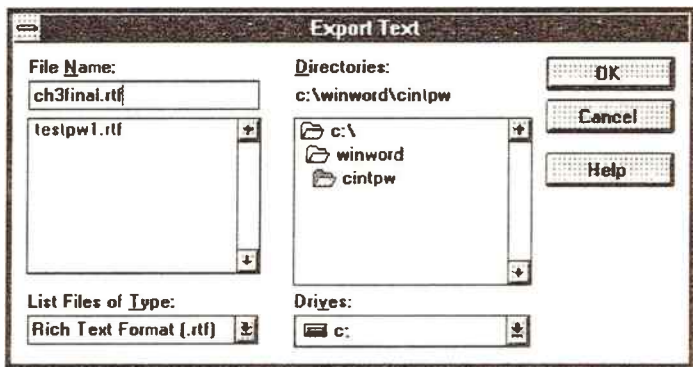 Export Text
File Name:
ch3final.rtf
testpw1.rtf
List Files of Type:
Rich Text Format (.rtf)
Directories:
c:\winword\cintpw
c:\
winword
cintpw
Drives:
c:
OK
Cancel
Help